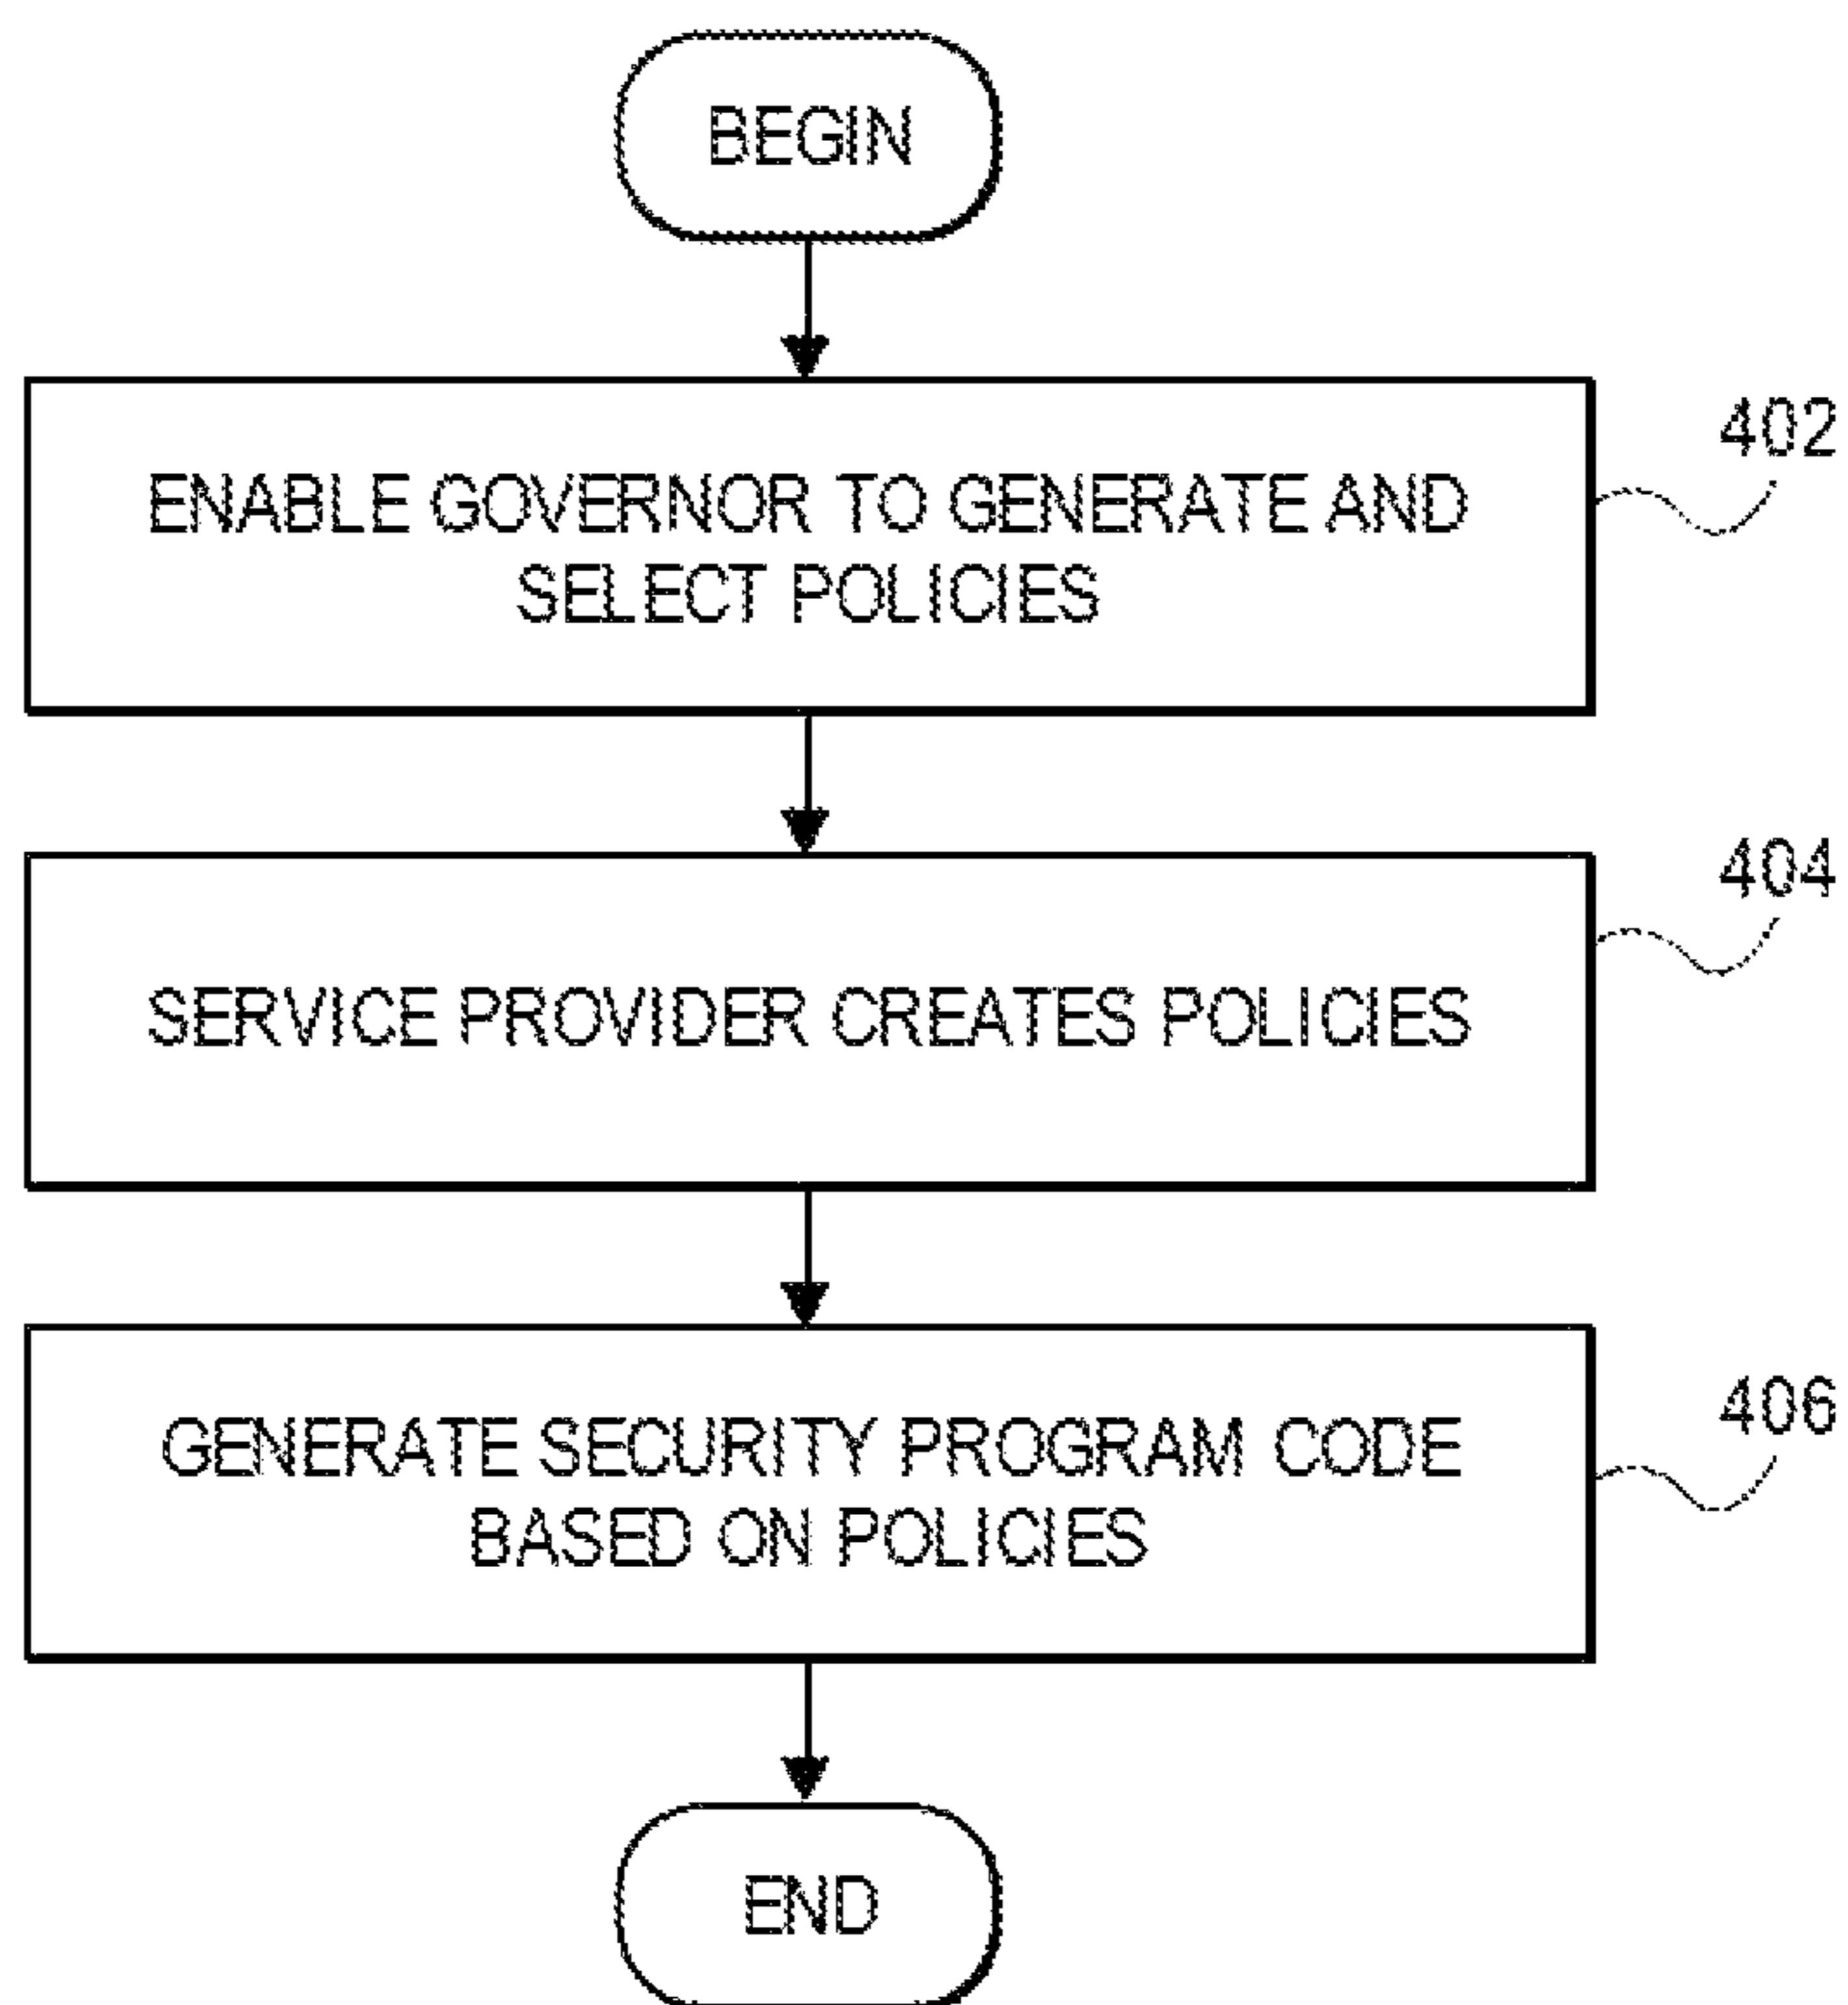 BEGIN
402
ENABLE GOVERNOR TO GENERATE AND
SELECT POLICIES
404
SERVICE PROVIDER CREATES POLICIES
406
GENERATE SECURITY PROGRAM CODE
BASED ON POLICIES
END